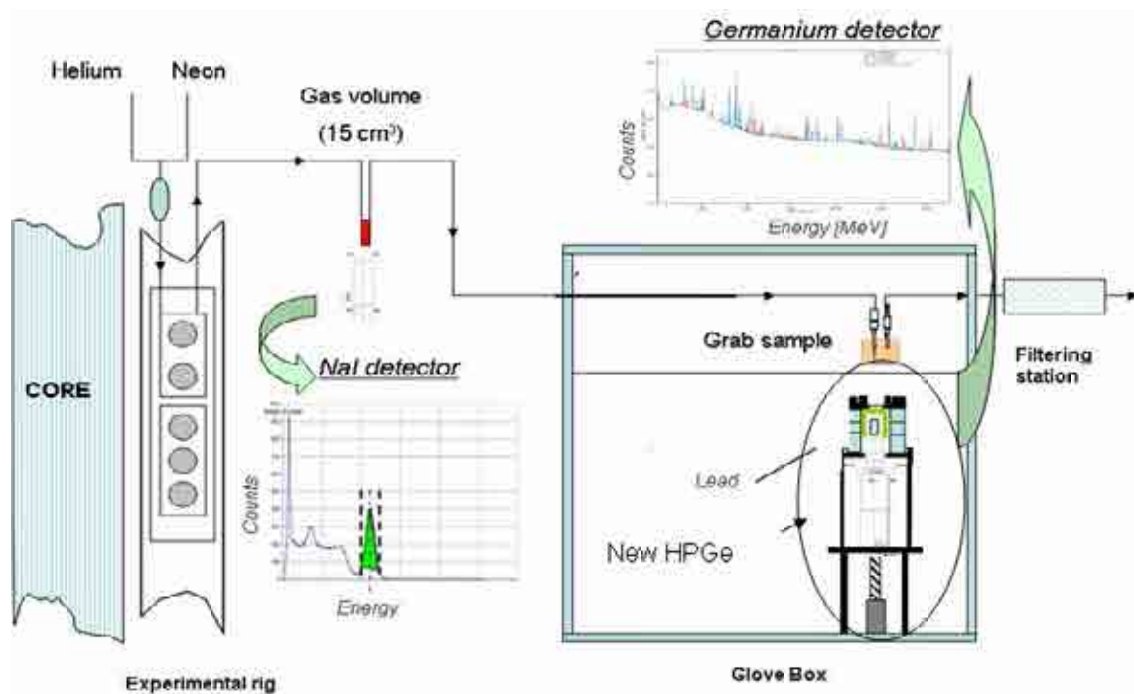 Germanium detector
Helium
Neon
Gas volume
(15 cm³)
Counts
Energy [MeV]
Grab sample
Filtering
station
CORE
NaI detector
Counts
Energy
Lead
New HPGe
Experimental rig
Glove Box